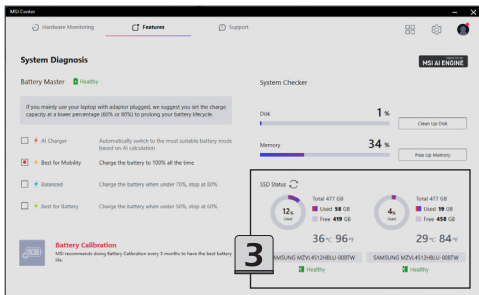 MSI Center
Hardware Monitoring
Features
Support
System Diagnosis
MSI AI ENGINE
Battery Master
Healthy
System Checker
If you mainly use your laptop with adaptor plugged, we suggest you set the charge
capacity at a lower percentage (60% or 80%) to prolong your battery lifecycle.
Disk
1 %
Clean Up Disk
AI Charger
Automatically switch to the most suitable battery mode
based on AI calculation
Memory
34 %
Free Up Memory
Best for Mobility
Charge the battery to 100% all the time
Balanced
Charge the battery when under 70%, stop at 80%
Best for Battery
Charge the battery when under 50%, stop at 60%
SSD Status
12%
Used
Total 477 GB
Used 58 GB
Free 419 GB
36°C 96°F
SAMSUNG MZVL4512HBLU-00BTW
Healthy
4%
Used
Total 477 GB
Used 19 GB
Free 458 GB
29°C 84°F
SAMSUNG MZVL4512HBLU-00BTW
Healthy
3
Battery Calibration
MSI recommends doing Battery Calibration every 3 months to have the best battery
life.